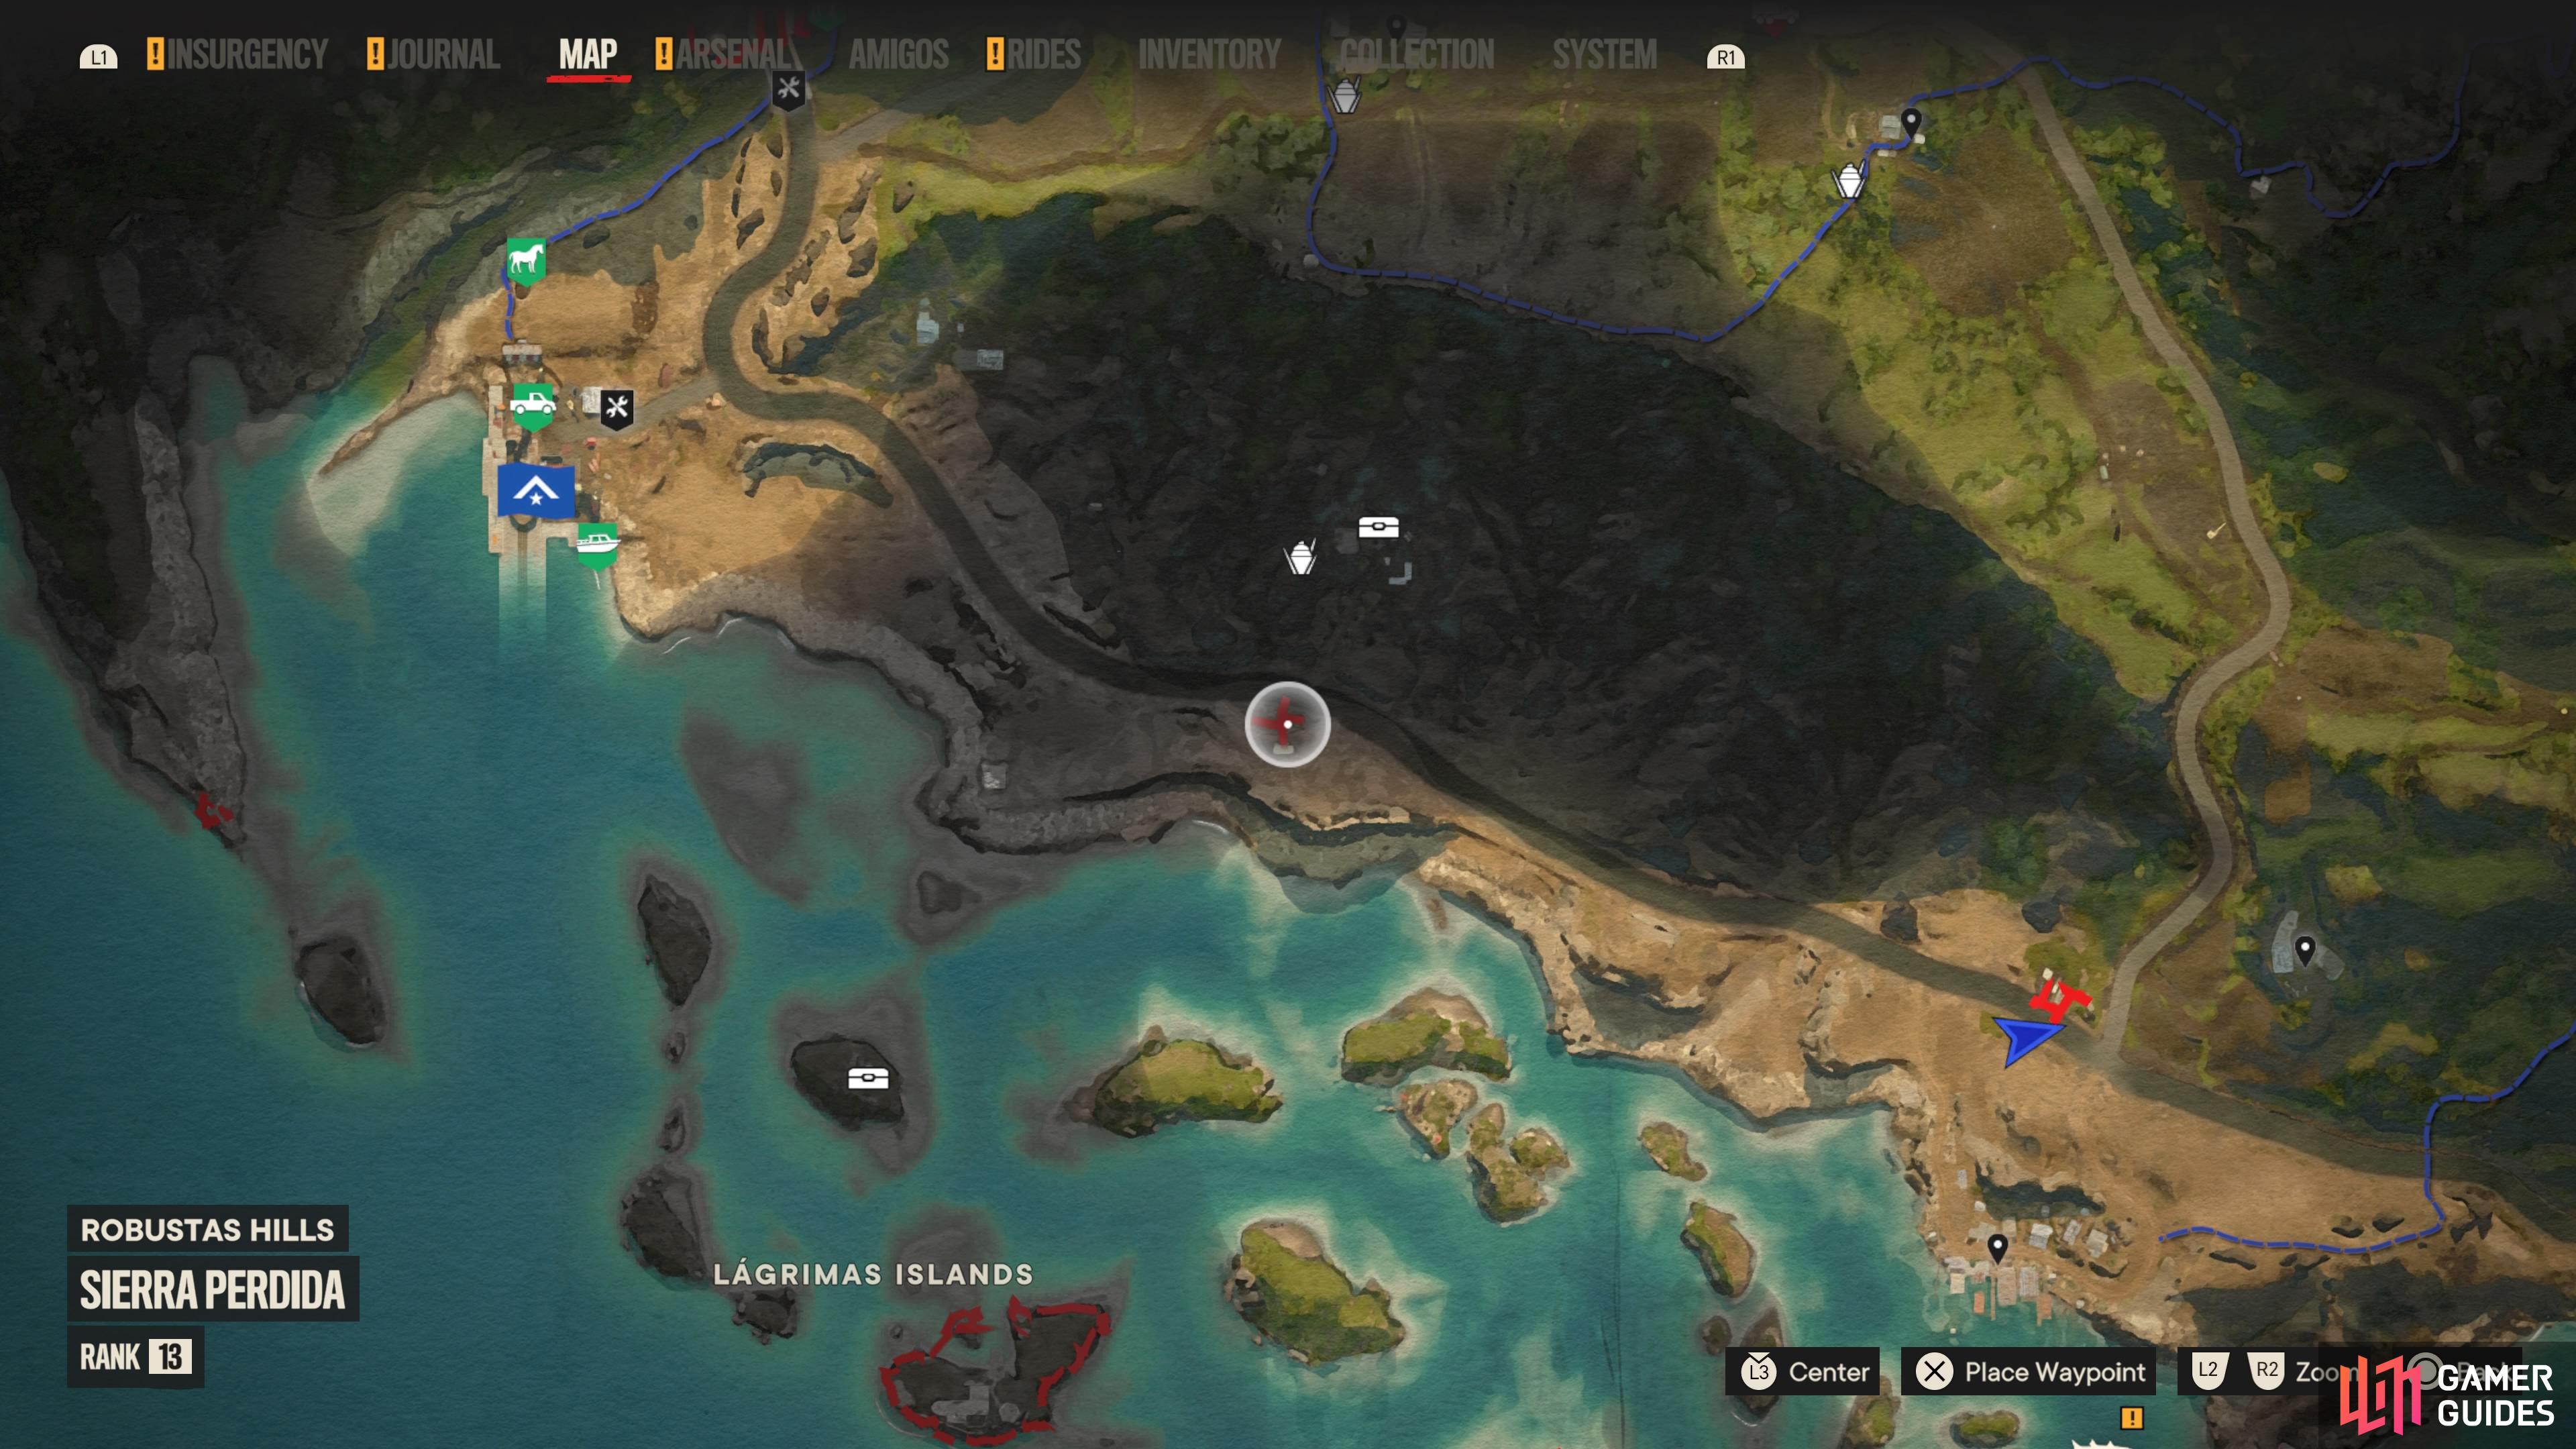 L1 ! INSURGENCY ! JOURNAL MAP ! ARSENAL AMIGOS ! RIDES INVENTORY COLLECTION SYSTEM R1
LÁGRIMAS ISLANDS
ROBUSTAS HILLS
SIERRA PERDIDA
RANK 13
L3 Center X Place Waypoint L2 R2 Zoom
!
GAMER
GUIDES